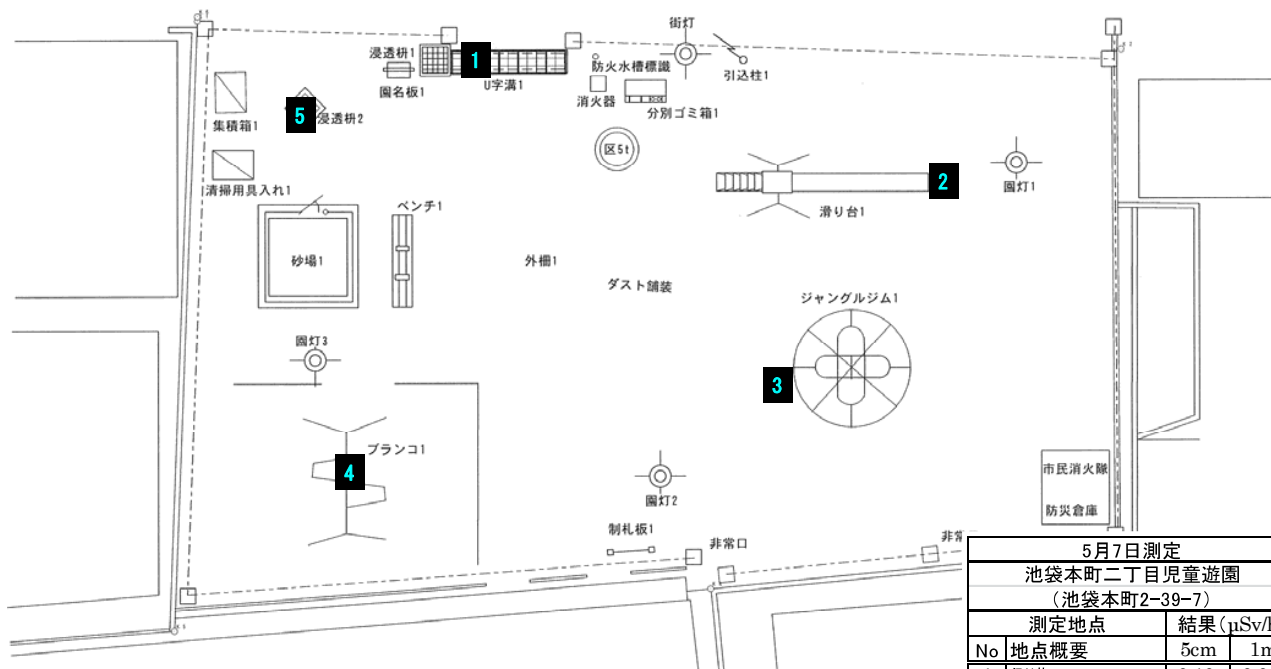 街灯
浸透枡1
1
防火水槽標識
引込柱1
園名板1
U字溝1
消火器
分別ゴミ箱1
集積箱1
5
浸透枡2
区5t
清掃用具入れ1
2
園灯1
ベンチ1
滑り台1
砂場1
外柵1
ダスト舗装
ジャングルジム1
園灯3
3
ブランコ1
4
市民消火隊
防災倉庫
園灯2
制札板1
非常口
5月7日測定
池袋本町二丁目児童遊園
(池袋本町2-39-7)
測定地点 結果(μSv/h
No 地点概要 5cm 1m